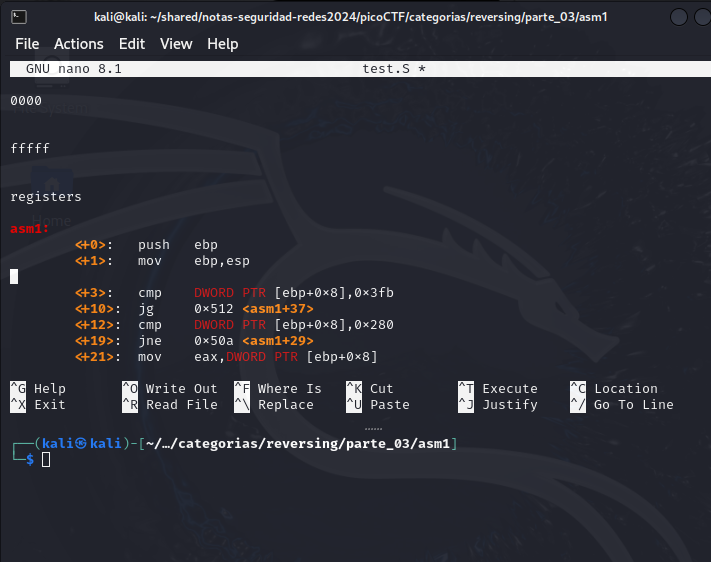 kali@kali: ~/shared/notas-seguridad-redes2024/picoCTF/categorias/reversing/parte_03/asm1
File Actions Edit View Help
GNU nano 8.1 test.S *
0000
fffff
registers
asm1:
<+0>: push ebp
<+1>: mov ebp,esp
<+3>: cmp DWORD PTR [ebp+0x8],0x3fb
<+10>: jg 0x512 <asm1+37>
<+12>: cmp DWORD PTR [ebp+0x8],0x280
<+19>: jne 0x50a <asm1+29>
<+21>: mov eax,DWORD PTR [ebp+0x8]
^G Help ^O Write Out ^F Where Is ^K Cut ^T Execute ^C Location
^X Exit ^R Read File ^\ Replace ^U Paste ^J Justify ^/ Go To Line
┌──(kali㉿kali)-[~/…/categorias/reversing/parte_03/asm1]
└─$